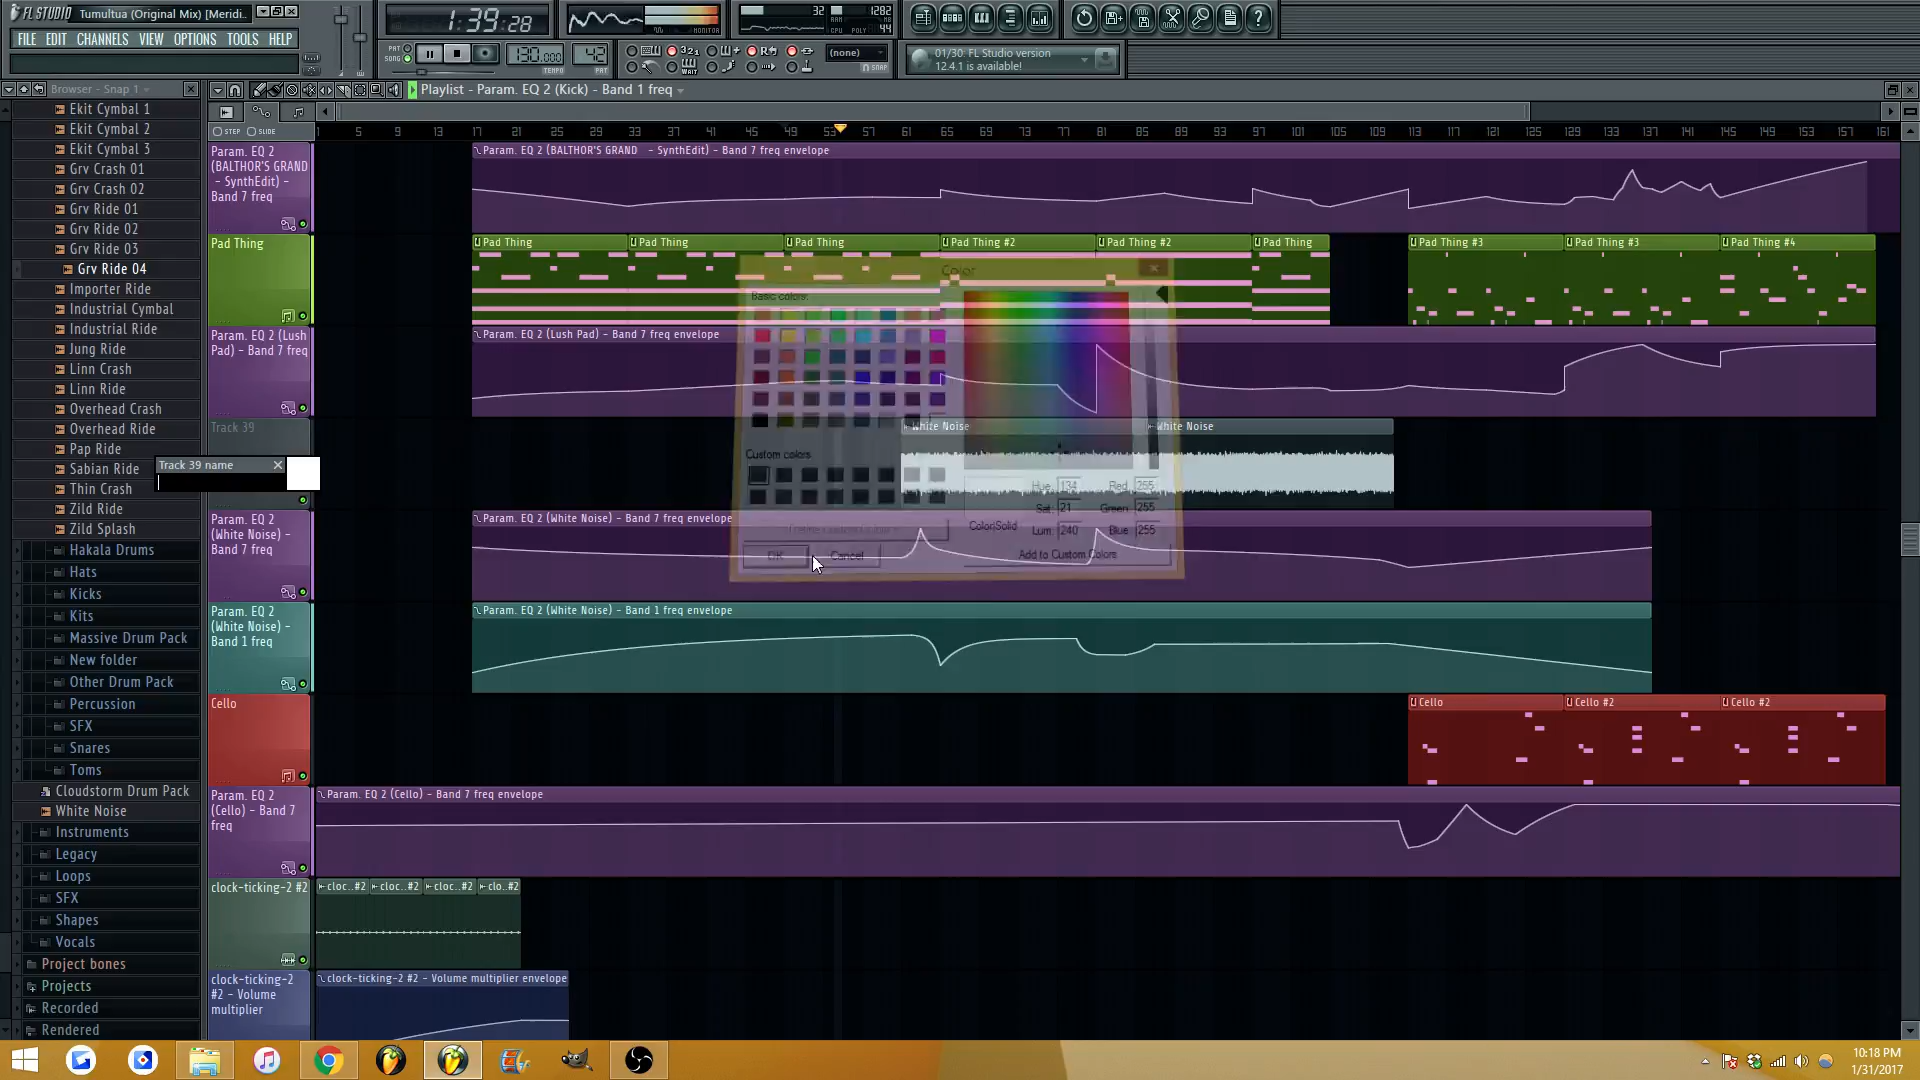 FL STUDIO
Tumultua (Original Mix) [Meridi..
1:39:28
32
1282
MONITOR
FILE EDIT CHANNELS VIEW OPTIONS TOOLS HELP
PAT
SONG
130.000
TEMPO
42
PAT
WAIT
(none)
SNAP
01/30: FL Studio version
12.4.1 is available!
Browser - Snap 1
Playlist - Param. EQ 2 (Kick) - Band 1 freq
STEP SLIDE
1 5 9 13 17 21 25 29 33 37 41 45 49 53 57 61 65 69 73 77 81 85 89 93 97 101 105 109 113 117 121 125 129 133 137 141 145 149 153 157 161
Ekit Cymbal 1
Ekit Cymbal 2
Ekit Cymbal 3
Grv Crash 01
Grv Crash 02
Grv Ride 01
Grv Ride 02
Grv Ride 03
Grv Ride 04
Importer Ride
Industrial Cymbal
Industrial Ride
Jung Ride
Linn Crash
Linn Ride
Overhead Crash
Overhead Ride
Pap Ride
Sabian Ride
Thin Crash
Zild Ride
Zild Splash
Hakala Drums
Hats
Kicks
Kits
Massive Drum Pack
New folder
Other Drum Pack
Percussion
SFX
Snares
Toms
Cloudstorm Drum Pack
White Noise
Instruments
Legacy
Loops
SFX
Shapes
Vocals
Project bones
Projects
Recorded
Rendered
Param. EQ 2
(BALTHOR'S GRAND
- SynthEdit) -
Band 7 freq
Param. EQ 2 (BALTHOR'S GRAND - SynthEdit) - Band 7 freq envelope
Pad Thing
Pad Thing
Pad Thing
Pad Thing
Pad Thing #2
Pad Thing #2
Pad Thing
Pad Thing #3
Pad Thing #3
Pad Thing #4
Param. EQ 2 (Lush
Pad) - Band 7 freq
Param. EQ 2 (Lush Pad) - Band 7 freq envelope
Track 39
White Noise
White Noise
Track 39 name
Color
Basic colors:
Custom colors:
Hue: 134
Sat: 21
Lum: 240
Red: 255
Green: 255
Blue: 255
Color|Solid
OK
Cancel
Add to Custom Colors
Param. EQ 2
(White Noise) -
Band 7 freq
Param. EQ 2 (White Noise) - Band 7 freq envelope
Param. EQ 2
(White Noise) -
Band 1 freq
Param. EQ 2 (White Noise) - Band 1 freq envelope
Cello
Cello
Cello #2
Cello #2
Param. EQ 2
(Cello) - Band 7
freq
Param. EQ 2 (Cello) - Band 7 freq envelope
clock-ticking-2 #2
cloc..#2
cloc..#2
cloc..#2
clo..#2
clock-ticking-2
#2 - Volume
multiplier
clock-ticking-2 #2 - Volume multiplier envelope
10:18 PM
1/31/2017